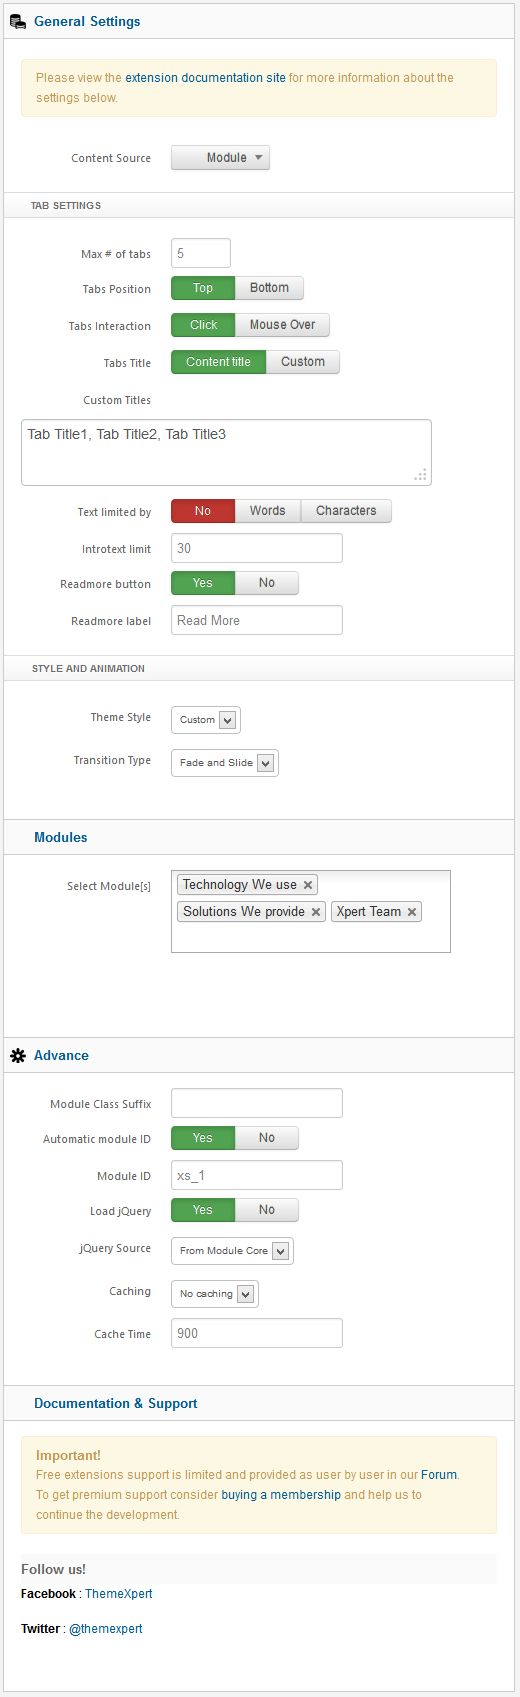 General Settings
Please view the extension documentation site for more information about the
settings below.
Content Source Module
TAB SETTINGS
Max # of tabs 5
Tabs Position Top Bottom
Tabs Interaction Click Mouse Over
Tabs Title Content title Custom
Custom Titles
Tab Title1, Tab Title2, Tab Title3
Text limited by No Words Characters
Introtext limit 30
Readmore button Yes No
Readmore label Read More
STYLE AND ANIMATION
Theme Style Custom
Transition Type Fade and Slide
Modules
Select Module[s] Technology We use
Solutions We provide Xpert Team
Advance
Module Class Suffix
Automatic module ID Yes No
Module ID xs_1
Load jQuery Yes No
jQuery Source From Module Core
Caching No caching
Cache Time 900
Documentation & Support
Important!
Free extensions support is limited and provided as user by user in our Forum.
To get premium support consider buying a membership and help us to
continue the development.
Follow us!
Facebook : ThemeXpert
Twitter : @themexpert